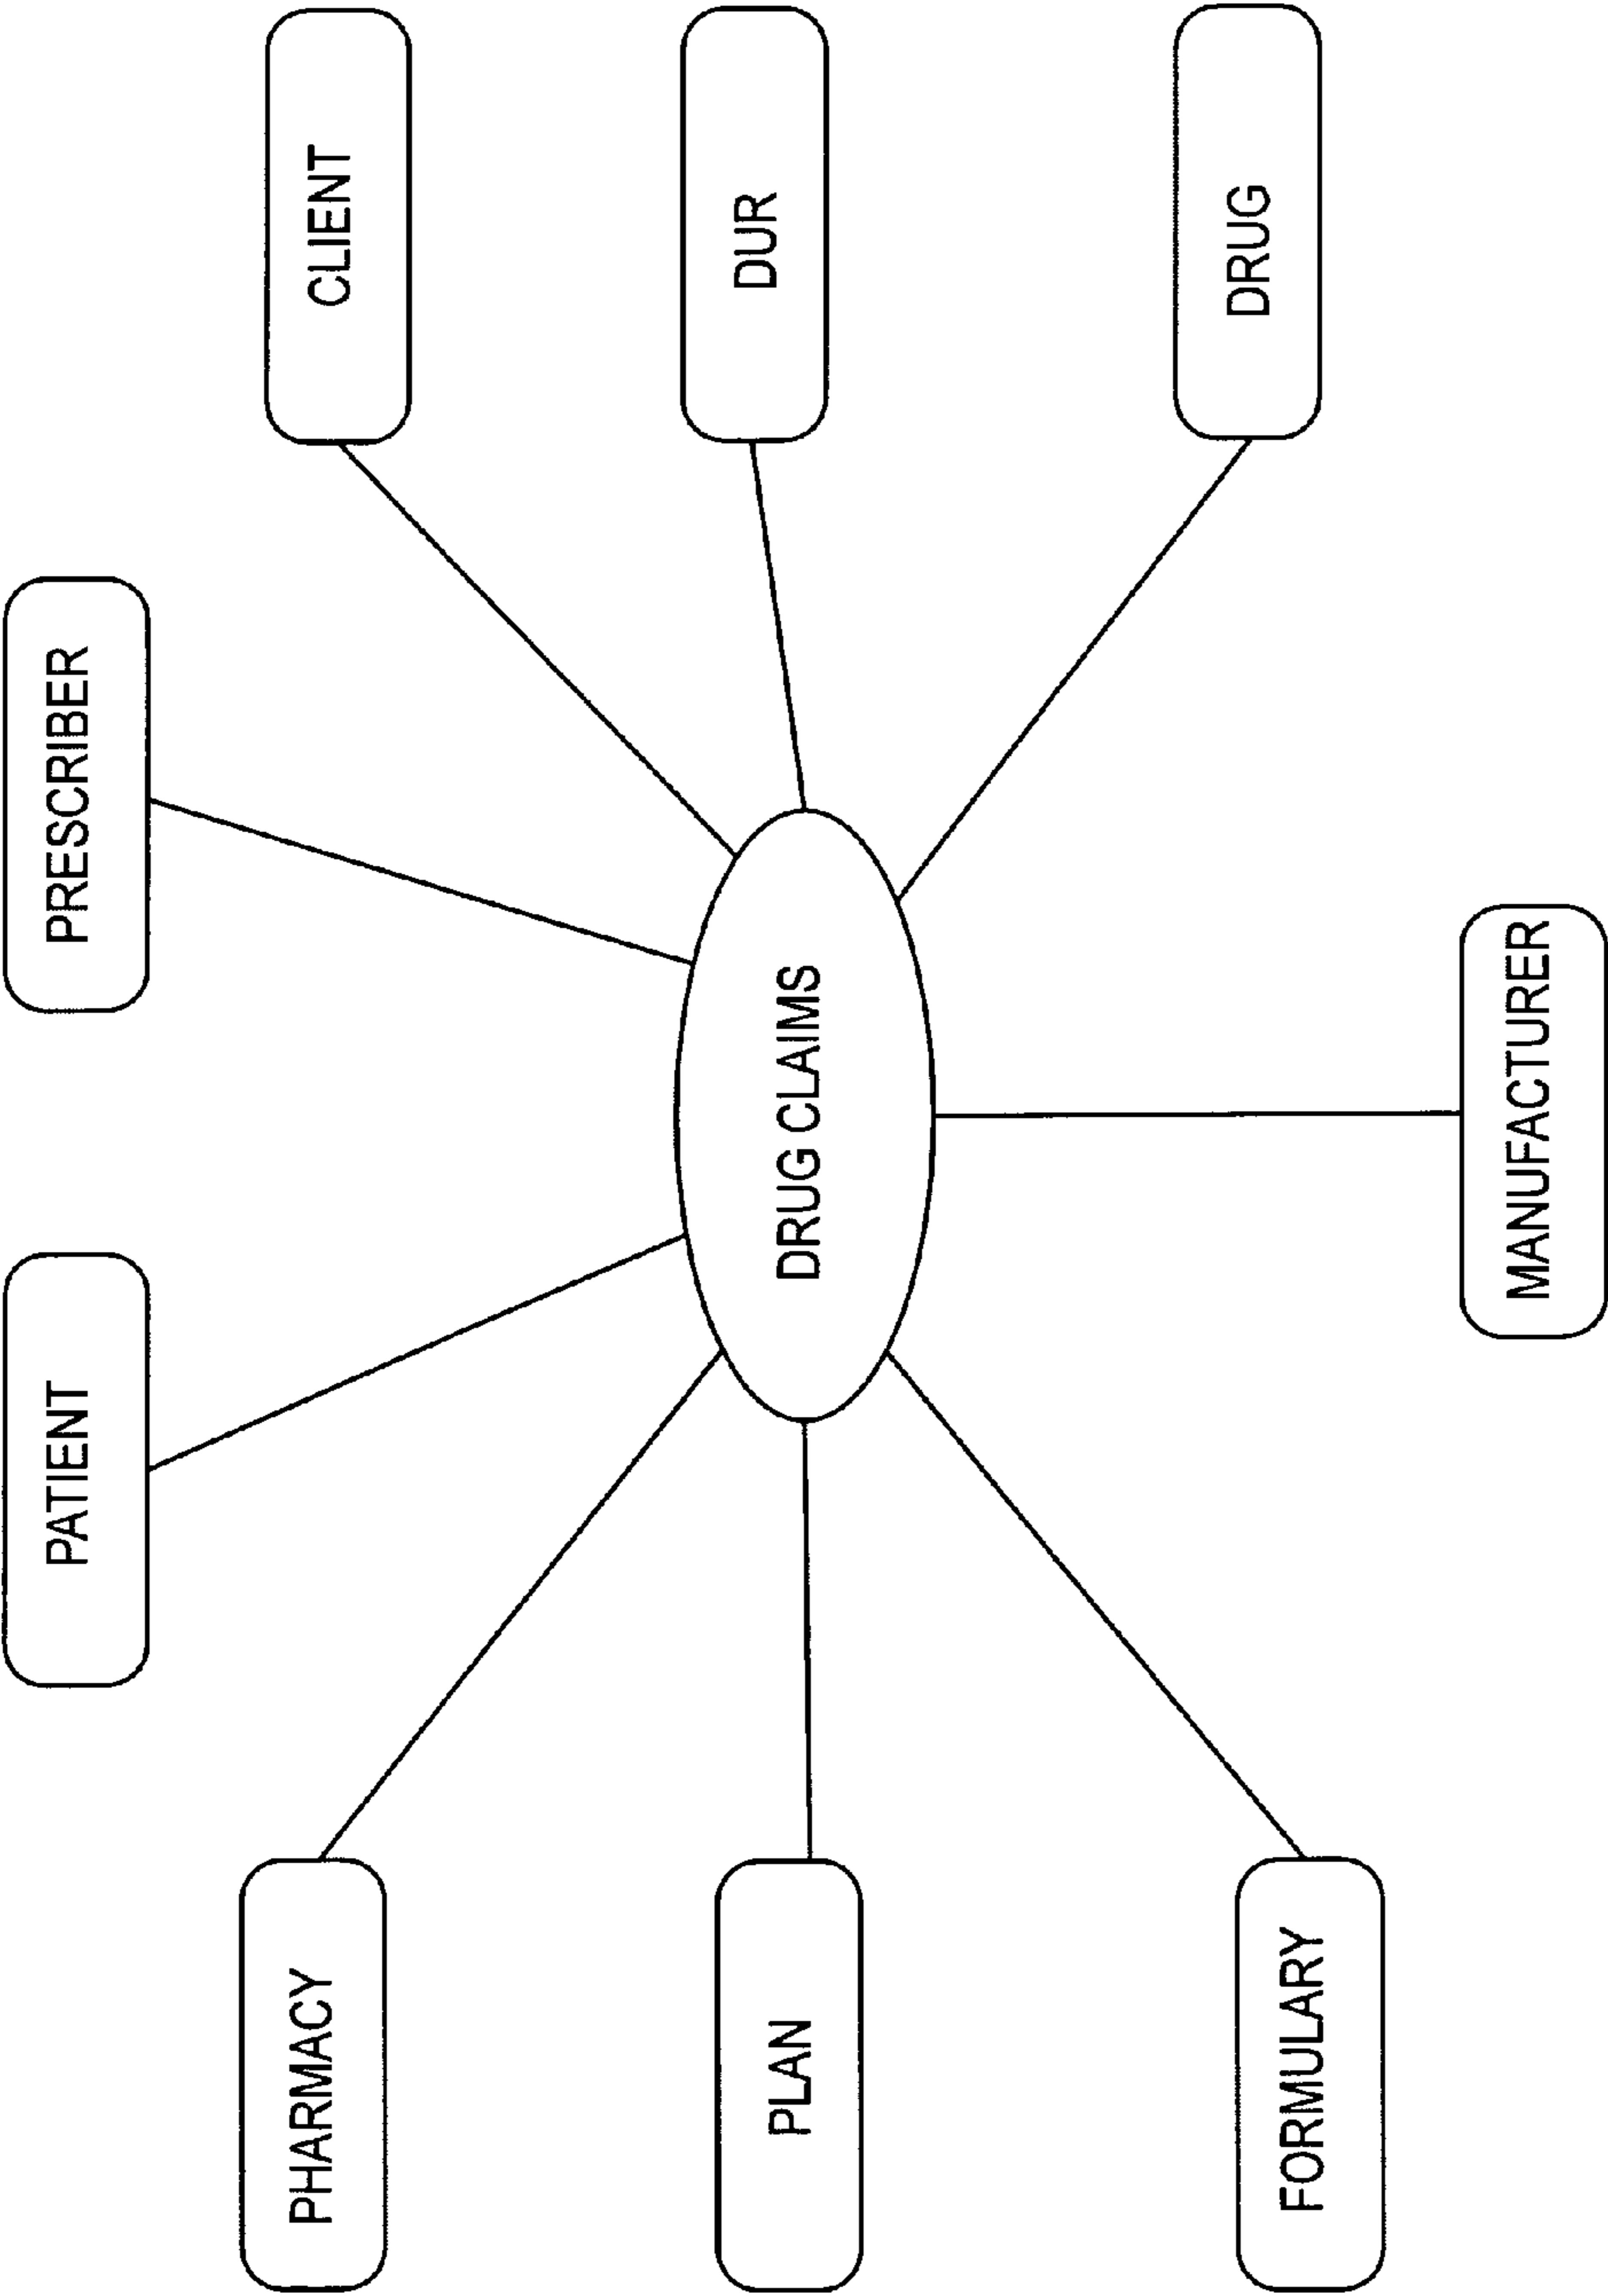 PATIENT
PRESCRIBER
PHARMACY
CLIENT
PLAN
DRUG CLAIMS
DUR
FORMULARY
DRUG
MANUFACTURER